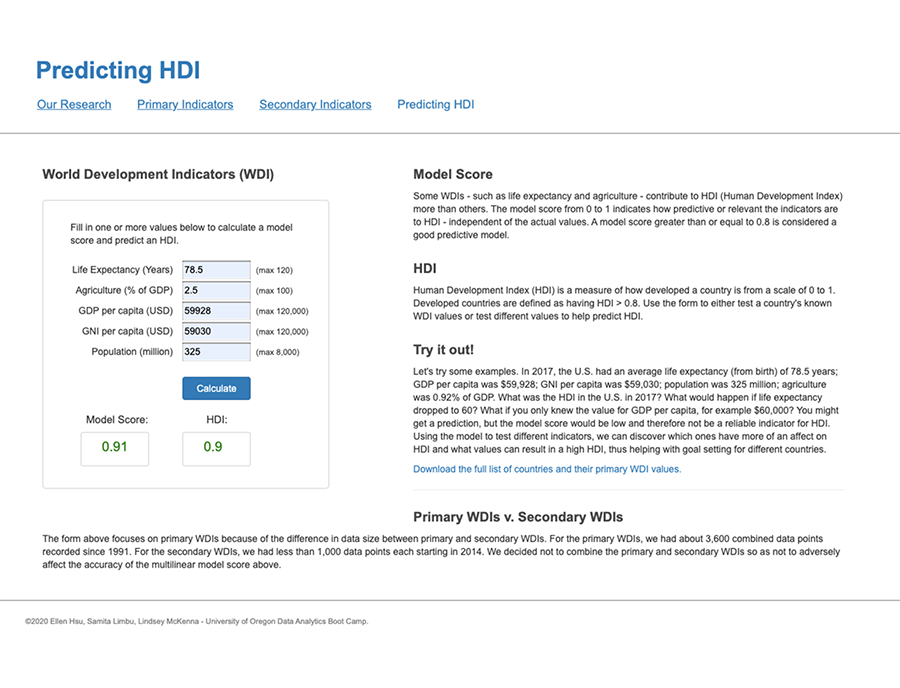 Predicting HDI
Our Research Primary Indicators Secondary Indicators Predicting HDI
World Development Indicators (WDI)
Fill in one or more values below to calculate a model
score and predict an HDI.
Life Expectancy (Years) 78.5 (max 120)
Agriculture (% of GDP) 2.5 (max 100)
GDP per capita (USD) 59928 (max 120,000)
GNI per capita (USD) 59030 (max 120,000)
Population (million) 325 (max 8,000)
Calculate
Model Score: HDI:
0.91 0.9
Model Score
Some WDIs - such as life expectancy and agriculture - contribute to HDI (Human Development Index)
more than others. The model score from 0 to 1 indicates how predictive or relevant the indicators are
to HDI - independent of the actual values. A model score greater than or equal to 0.8 is considered a
good predictive model.
HDI
Human Development Index (HDI) is a measure of how developed a country is from a scale of 0 to 1.
Developed countries are defined as having HDI > 0.8. Use the form to either test a country's known
WDI values or test different values to help predict HDI.
Try it out!
Let's try some examples. In 2017, the U.S. had an average life expectancy (from birth) of 78.5 years;
GDP per capita was $59,928; GNI per capita was $59,030; population was 325 million; agriculture
was 0.92% of GDP. What was the HDI in the U.S. in 2017? What would happen if life expectancy
dropped to 60? What if you only knew the value for GDP per capita, for example $60,000? You might
get a prediction, but the model score would be low and therefore not be a reliable indicator for HDI.
Using the model to test different indicators, we can discover which ones have more of an affect on
HDI and what values can result in a high HDI, thus helping with goal setting for different countries.
Download the full list of countries and their primary WDI values.
Primary WDIs v. Secondary WDIs
The form above focuses on primary WDIs because of the difference in data size between primary and secondary WDIs. For the primary WDIs, we had about 3,600 combined data points
recorded since 1991. For the secondary WDIs, we had less than 1,000 data points each starting in 2014. We decided not to combine the primary and secondary WDIs so as not to adversely
affect the accuracy of the multilinear model score above.
©2020 Ellen Hsu, Samita Limbu, Lindsey McKenna - University of Oregon Data Analytics Boot Camp.